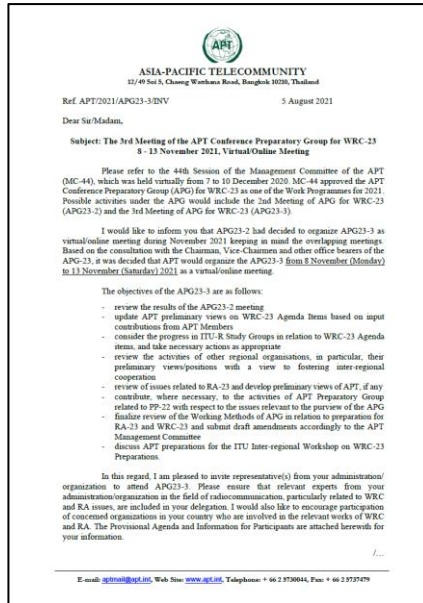 APT
ASIA-PACIFIC TELECOMMUNITY
12/49 Soi 5, Chaeng Watthana Road, Bangkok 10210, Thailand
Ref. APT/2021/APG23-3/INV 5 August 2021
Dear Sir/Madam,
Subject: The 3rd Meeting of the APT Conference Preparatory Group for WRC-23
8 - 13 November 2021, Virtual/Online Meeting
Please refer to the 44th Session of the Management Committee of the APT
(MC-44), which was held virtually from 7 to 10 December 2020. MC-44 approved the APT
Conference Preparatory Group (APG) for WRC-23 as one of the Work Programmes for 2021.
Possible activities under the APG would include the 2nd Meeting of APG for WRC-23
(APG23-2) and the 3rd Meeting of APG for WRC-23 (APG23-3).
I would like to inform you that APG23-2 had decided to organize APG23-3 as
virtual/online meeting during November 2021 keeping in mind the overlapping meetings.
Based on the consultation with the Chairman, Vice-Chairmen and other office bearers of the
APG-23, it was decided that APT would organize the APG23-3 from 8 November (Monday)
to 13 November (Saturday) 2021 as a virtual/online meeting.
The objectives of the APG23-3 are as follows:
- review the results of the APG23-2 meeting
- update APT preliminary views on WRC-23 Agenda Items based on input
contributions from APT Members
- consider the progress in ITU-R Study Groups in relation to WRC-23 Agenda
items, and take necessary actions as appropriate
- review the activities of other regional organisations, in particular, their
preliminary views/positions with a view to fostering inter-regional
cooperation
- review of issues related to RA-23 and develop preliminary views of APT, if any
- contribute, where necessary, to the activities of APT Preparatory Group
related to PP-22 with respect to the issues relevant to the purview of the APG
- finalize review of the Working Methods of APG in relation to preparation for
RA-23 and WRC-23 and submit draft amendments accordingly to the APT
Management Committee
- discuss APT preparations for the ITU Inter-regional Workshop on WRC-23
Preparations.
In this regard, I am pleased to invite representative(s) from your administration/
organization to attend APG23-3. Please ensure that relevant experts from your
administration/organization in the field of radiocommunication, particularly related to WRC
and RA issues, are included in your delegation. I would also like to encourage participation
of concerned organizations in your country who are involved in the relevant works of WRC
and RA. The Provisional Agenda and Information for Participants are attached herewith for
your information.
/...
E-mail: aptmail@apt.int, Web Site: www.apt.int, Telephone: + 66 2 5730044, Fax: + 66 2 5737479